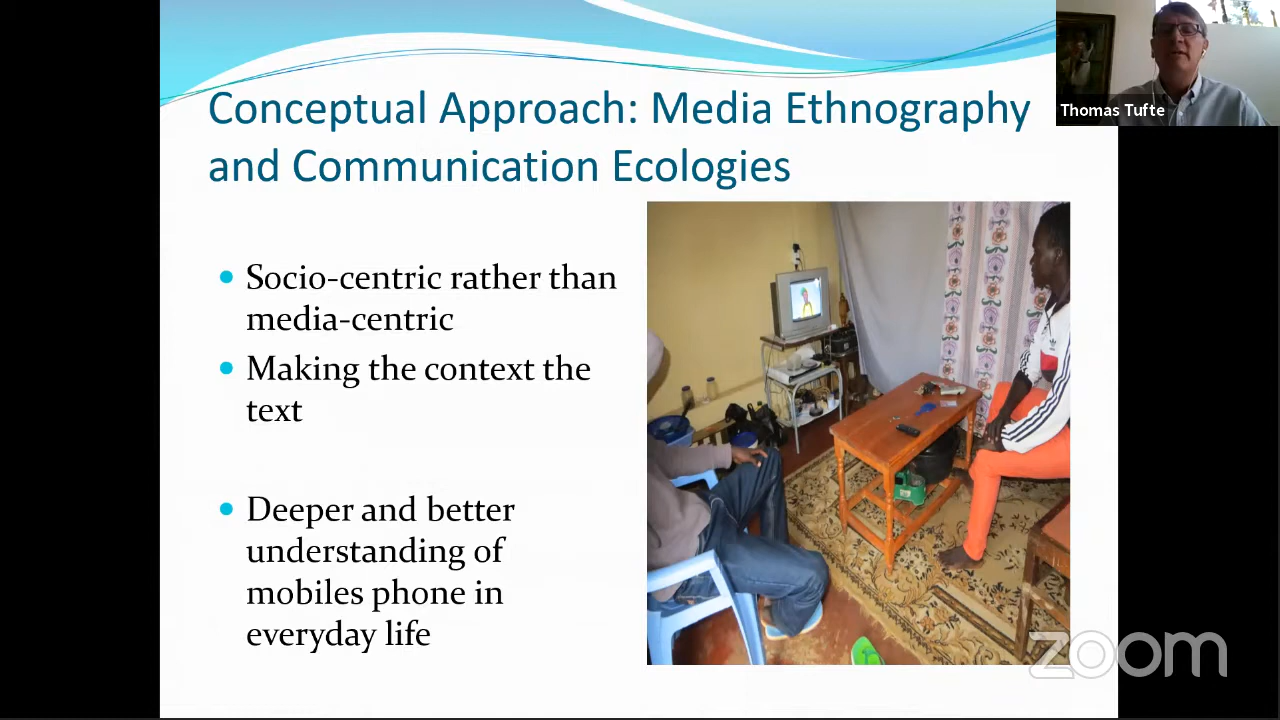 Conceptual Approach: Media Ethnography
and Communication Ecologies
Thomas Tufte
Socio-centric rather than
media-centric
Making the context the
text
Deeper and better
understanding of
mobiles phone in
everyday life
zoom